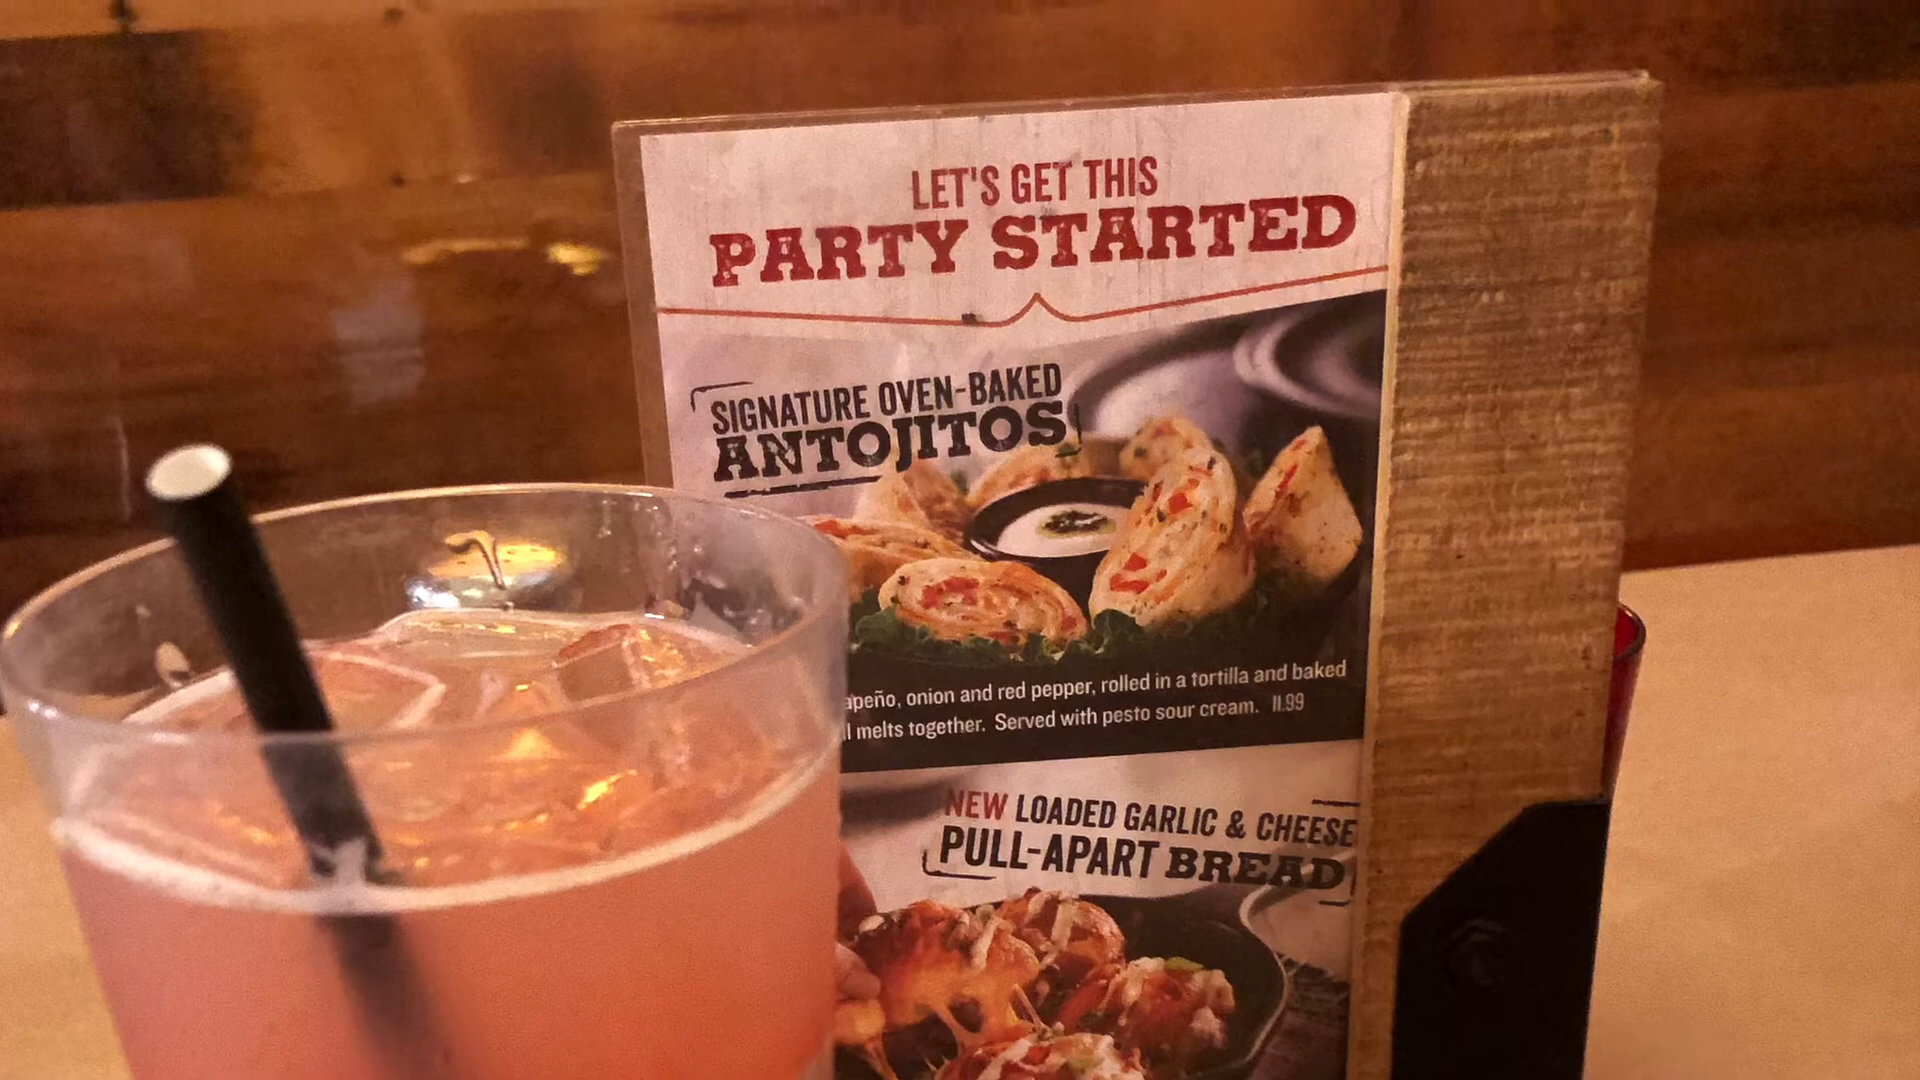 LET'S GET THIS
PARTY STARTED
SIGNATURE OVEN-BAKED
ANTOJITOS
apeño, onion and red pepper, rolled in a tortilla and baked
l melts together. Served with pesto sour cream. 11.99
NEW LOADED GARLIC & CHEESE
PULL-APART BREAD